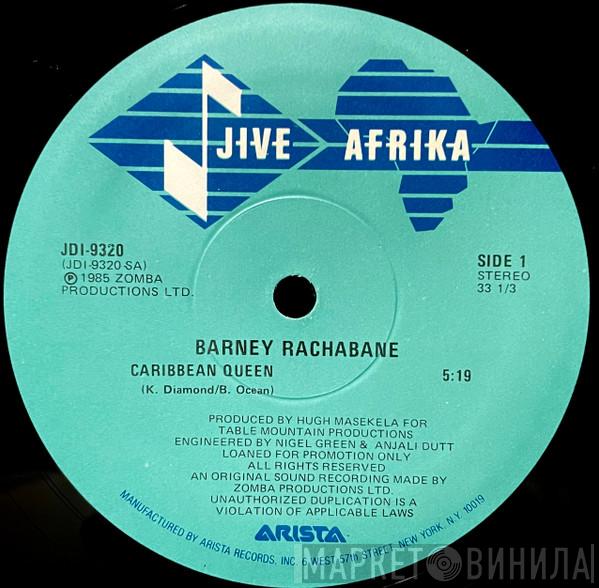 JIVE AFRIKA
JDI-9320
(JDI-9320-SA)
Ⓟ 1985 ZOMBA
PRODUCTIONS LTD.
SIDE 1
STEREO
33 1/3
BARNEY RACHABANE
CARIBBEAN QUEEN 5:19
(K. Diamond/B. Ocean)
PRODUCED BY HUGH MASEKELA FOR
TABLE MOUNTAIN PRODUCTIONS
ENGINEERED BY NIGEL GREEN & ANJALI DUTT
LOANED FOR PROMOTION ONLY
ALL RIGHTS RESERVED
AN ORIGINAL SOUND RECORDING MADE BY
ZOMBA PRODUCTIONS LTD.
UNAUTHORIZED DUPLICATION IS A
VIOLATION OF APPLICABLE LAWS
ARISTA
MANUFACTURED BY ARISTA RECORDS, INC. 6 WEST 57th STREET, NEW YORK, N.Y. 10019
МАРКЕТ ВИНИЛА